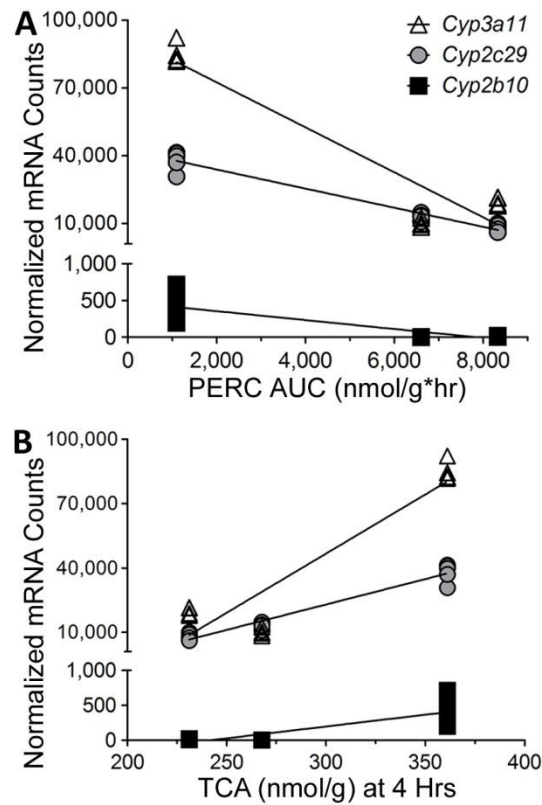 A
100,000
70,000
40,000
10,000
1,000
500
0
Normalized mRNA Counts
Cyp3a11
Cyp2c29
Cyp2b10
0 2,000 4,000 6,000 8,000
PERC AUC (nmol/g*hr)
B
100,000
70,000
40,000
10,000
1,000
500
0
Normalized mRNA Counts
200 250 300 350 400
TCA (nmol/g) at 4 Hrs